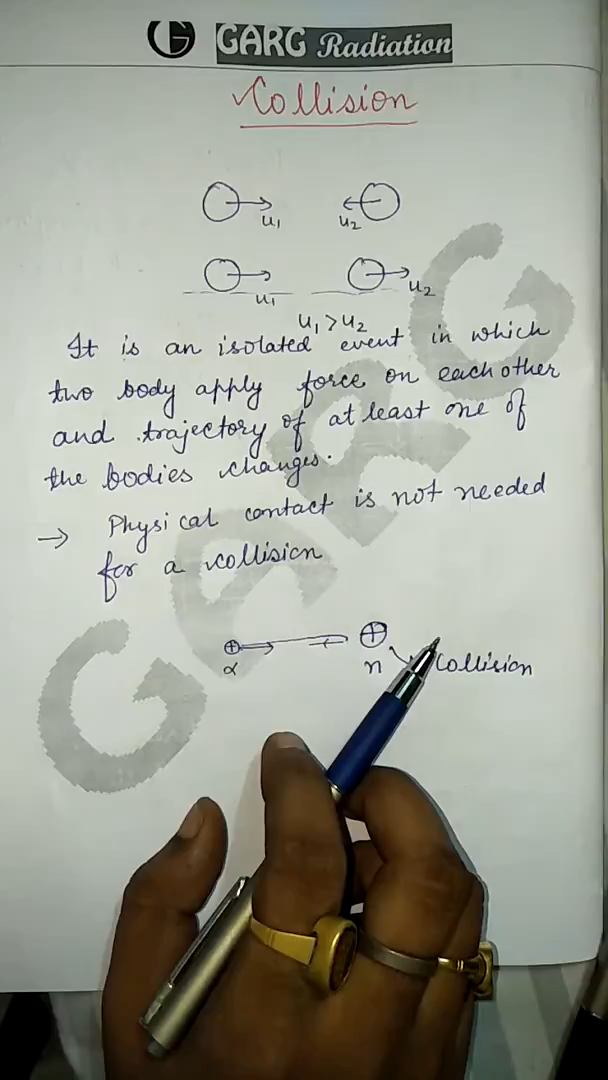 G GARG Radiation
Collision
u₁ u₂
u₁ u₂
u₁ > u₂
It is an isolated event in which
two body apply force on each other
and trajectory of at least one of
the bodies changes.
→ Physical contact is not needed
for a collision
+ +
α n Collision
GARG